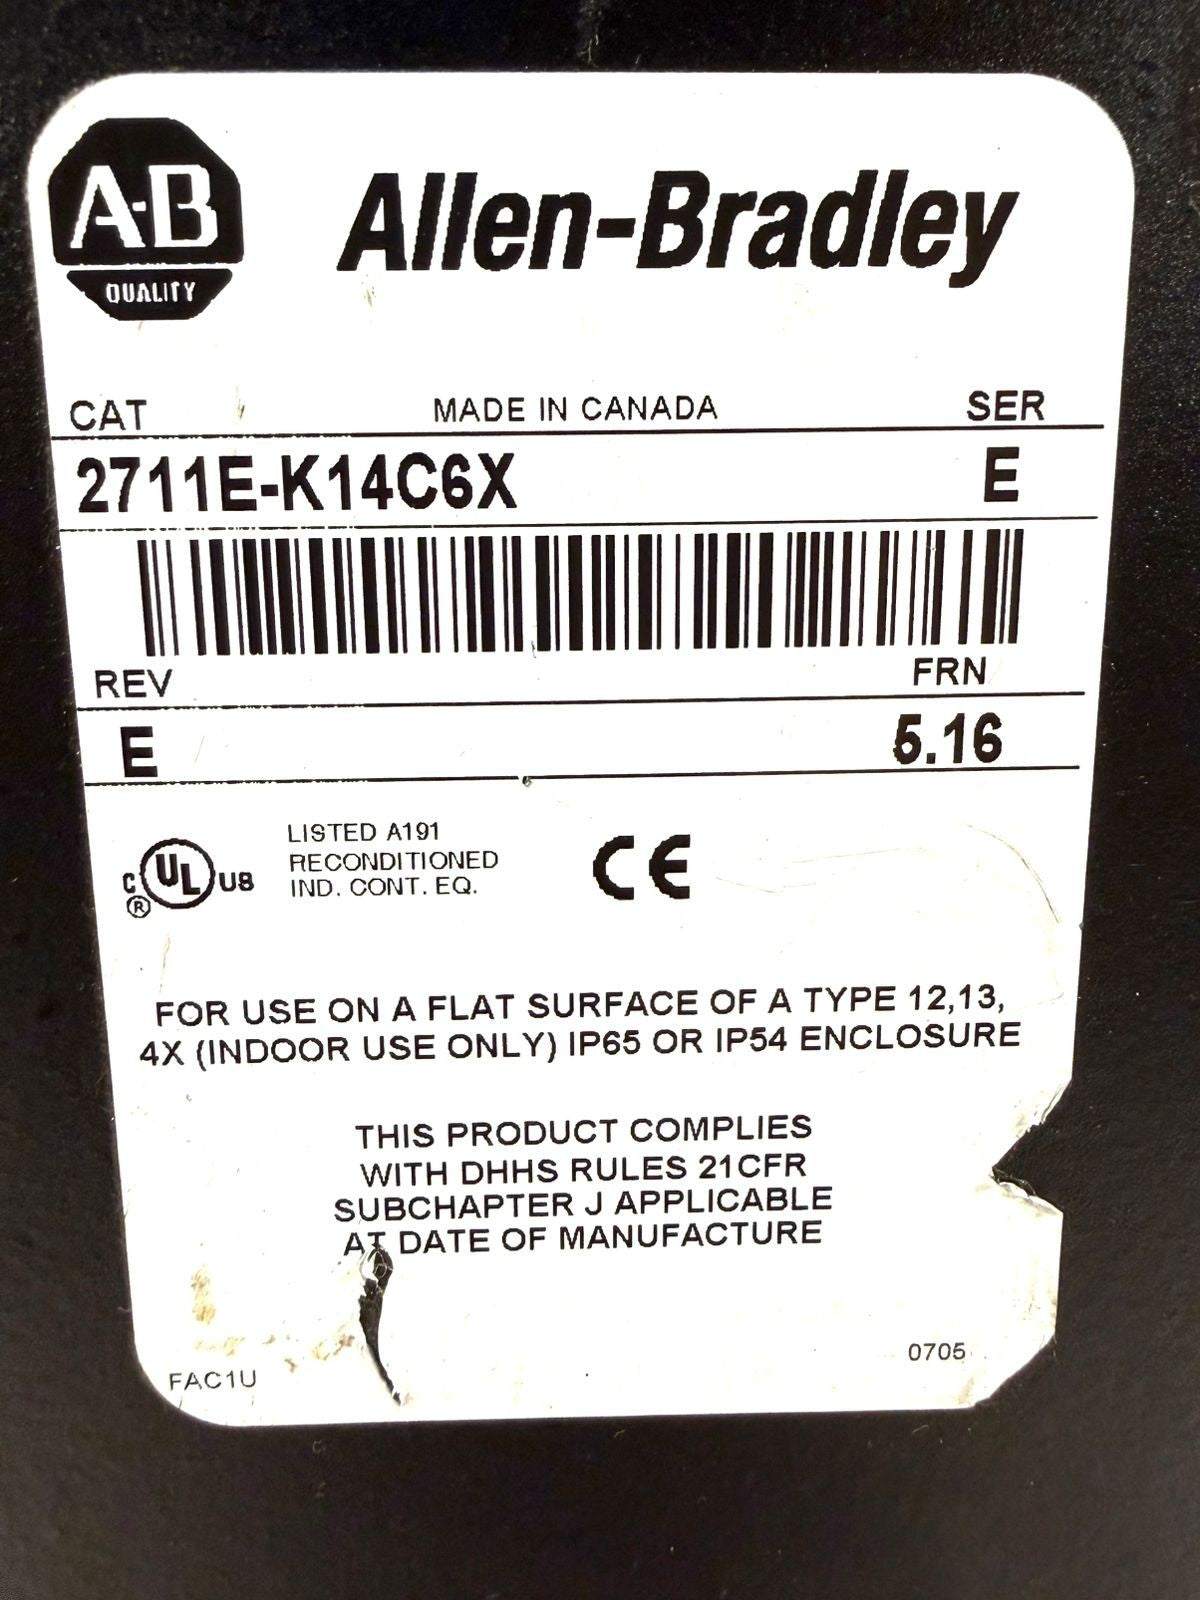 A-B
QUALITY
Allen-Bradley
CAT MADE IN CANADA SER
2711E-K14C6X E
REV FRN
E 5.16
C UL US
®
LISTED A191
RECONDITIONED
IND. CONT. EQ.
CE
FOR USE ON A FLAT SURFACE OF A TYPE 12,13,
4X (INDOOR USE ONLY) IP65 OR IP54 ENCLOSURE
THIS PRODUCT COMPLIES
WITH DHHS RULES 21CFR
SUBCHAPTER J APPLICABLE
AT DATE OF MANUFACTURE
FAC1U 0705